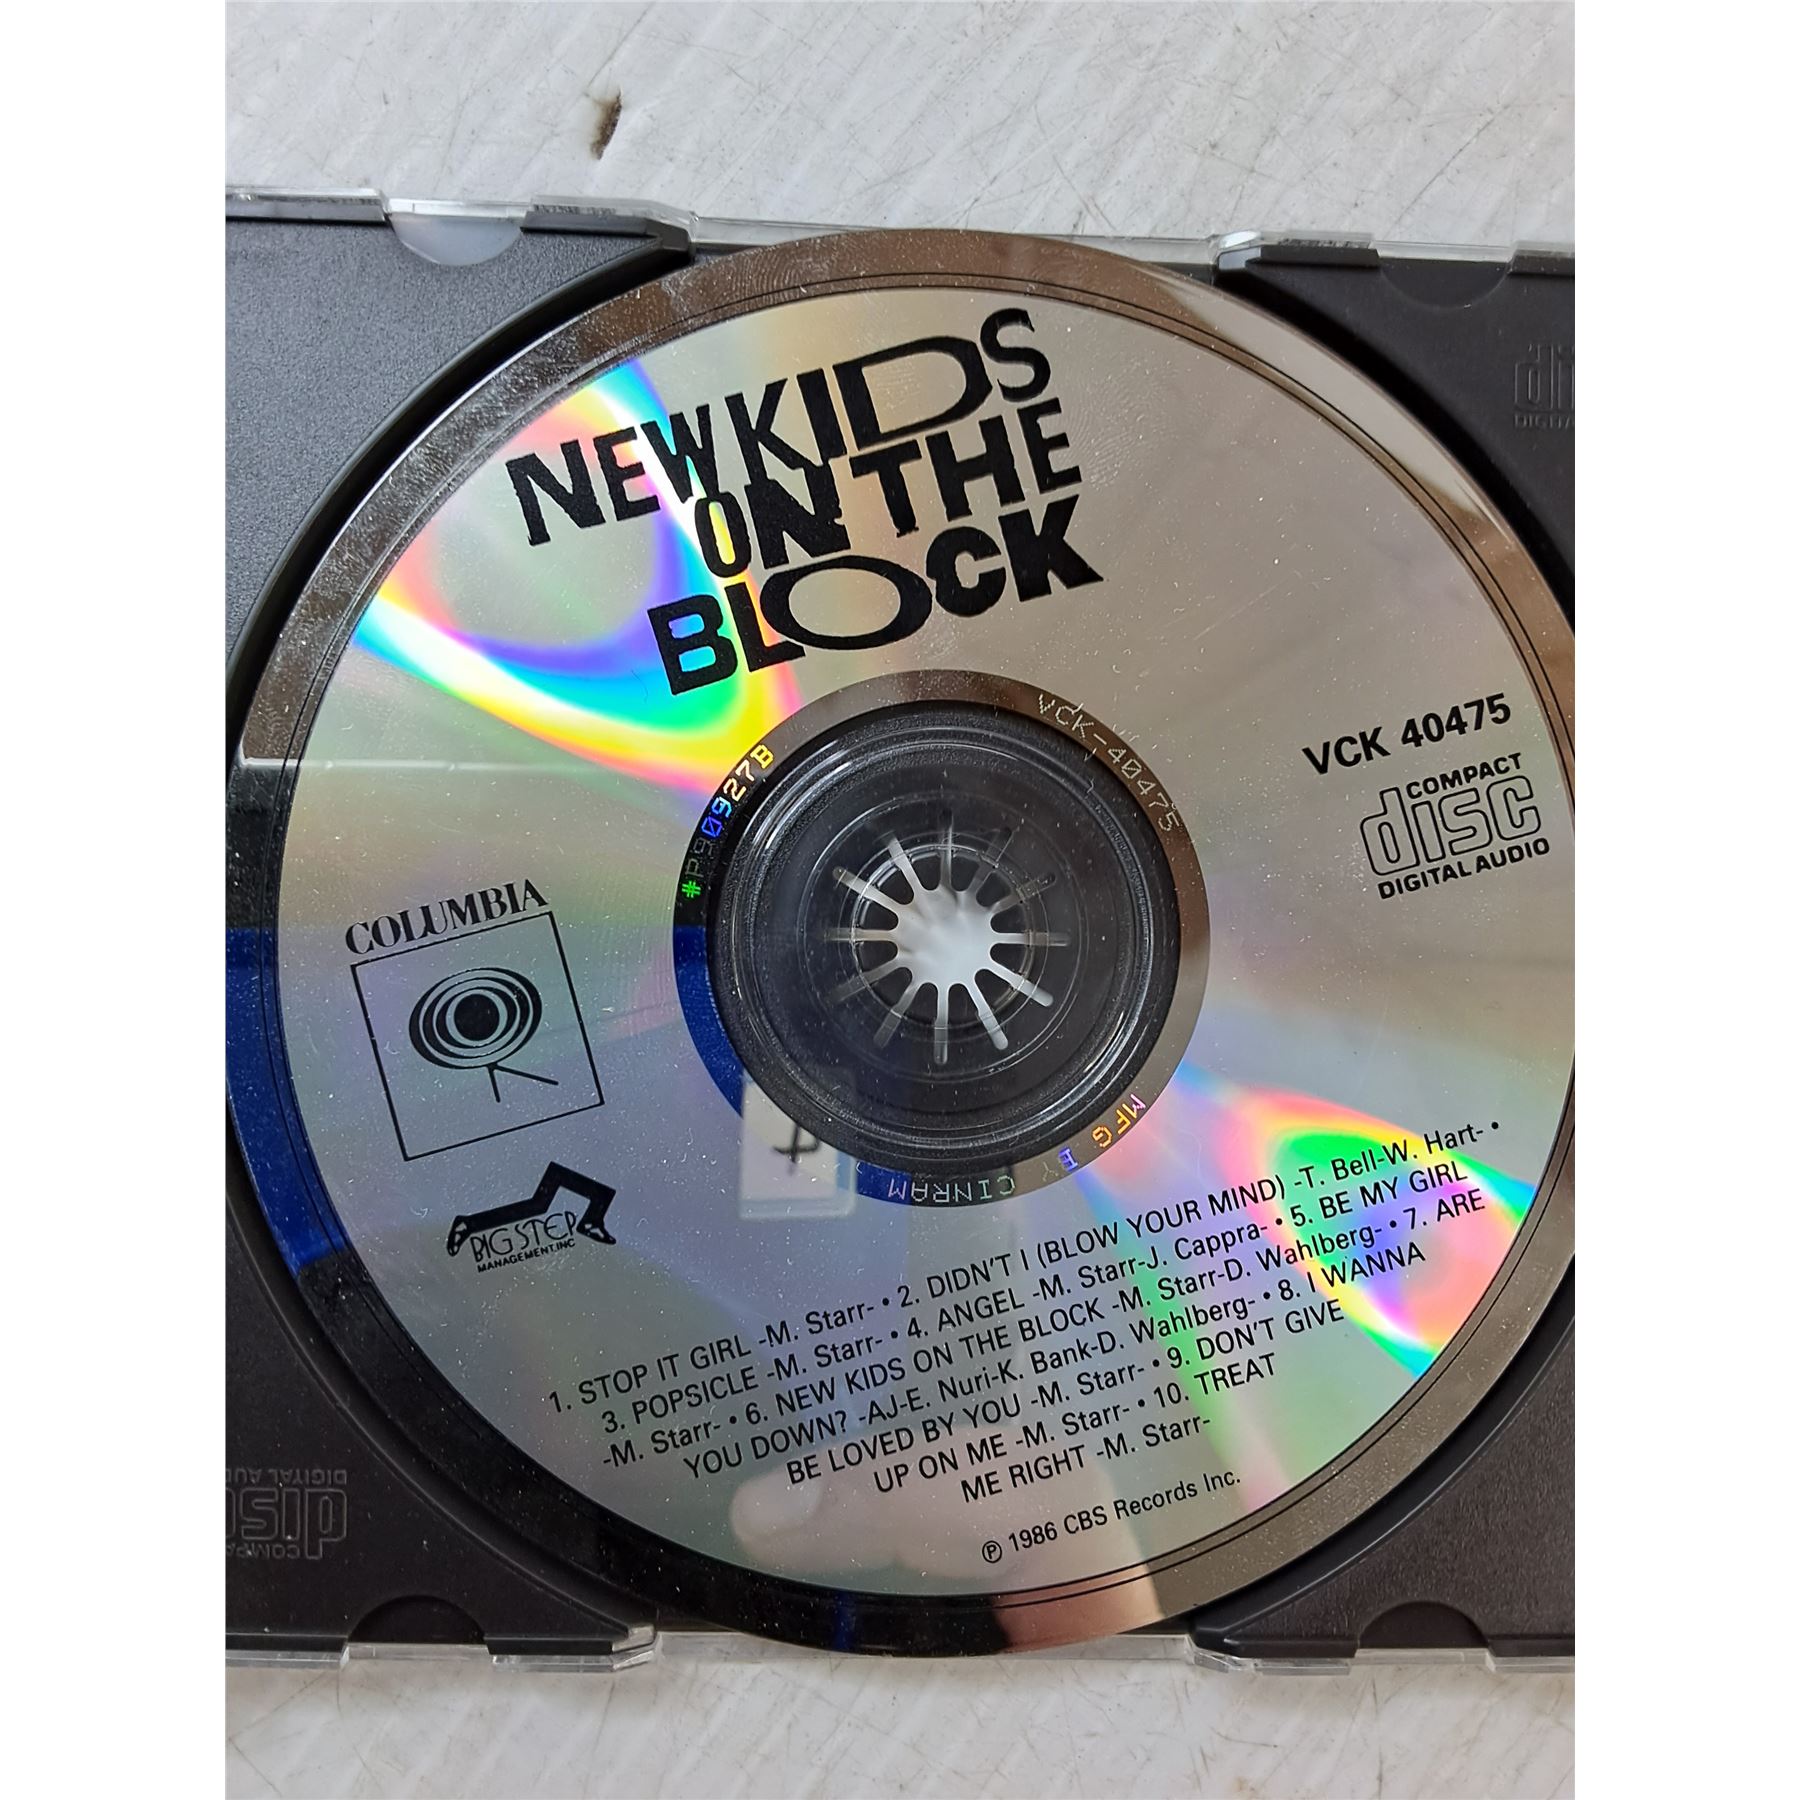 NEW KIDS
ON THE
BLOCK
VCK 40475
COMPACT
disc
DIGITAL AUDIO
VCK-40475
MFG BY CINRAM
COLUMBIA
BIG STEP
MANAGEMENT, INC
1. STOP IT GIRL -M. Starr- • 2. DIDN'T I (BLOW YOUR MIND) -T. Bell-W. Hart- •
3. POPSICLE -M. Starr- • 4. ANGEL -M. Starr-J. Cappra- • 5. BE MY GIRL
-M. Starr- • 6. NEW KIDS ON THE BLOCK -M. Starr-D. Wahlberg- • 7. ARE
YOU DOWN? -AJ-E. Nuri-K. Bank-D. Wahlberg- • 8. I WANNA
BE LOVED BY YOU -M. Starr- • 9. DON'T GIVE
UP ON ME -M. Starr- • 10. TREAT
ME RIGHT -M. Starr-
℗ 1986 CBS Records Inc.